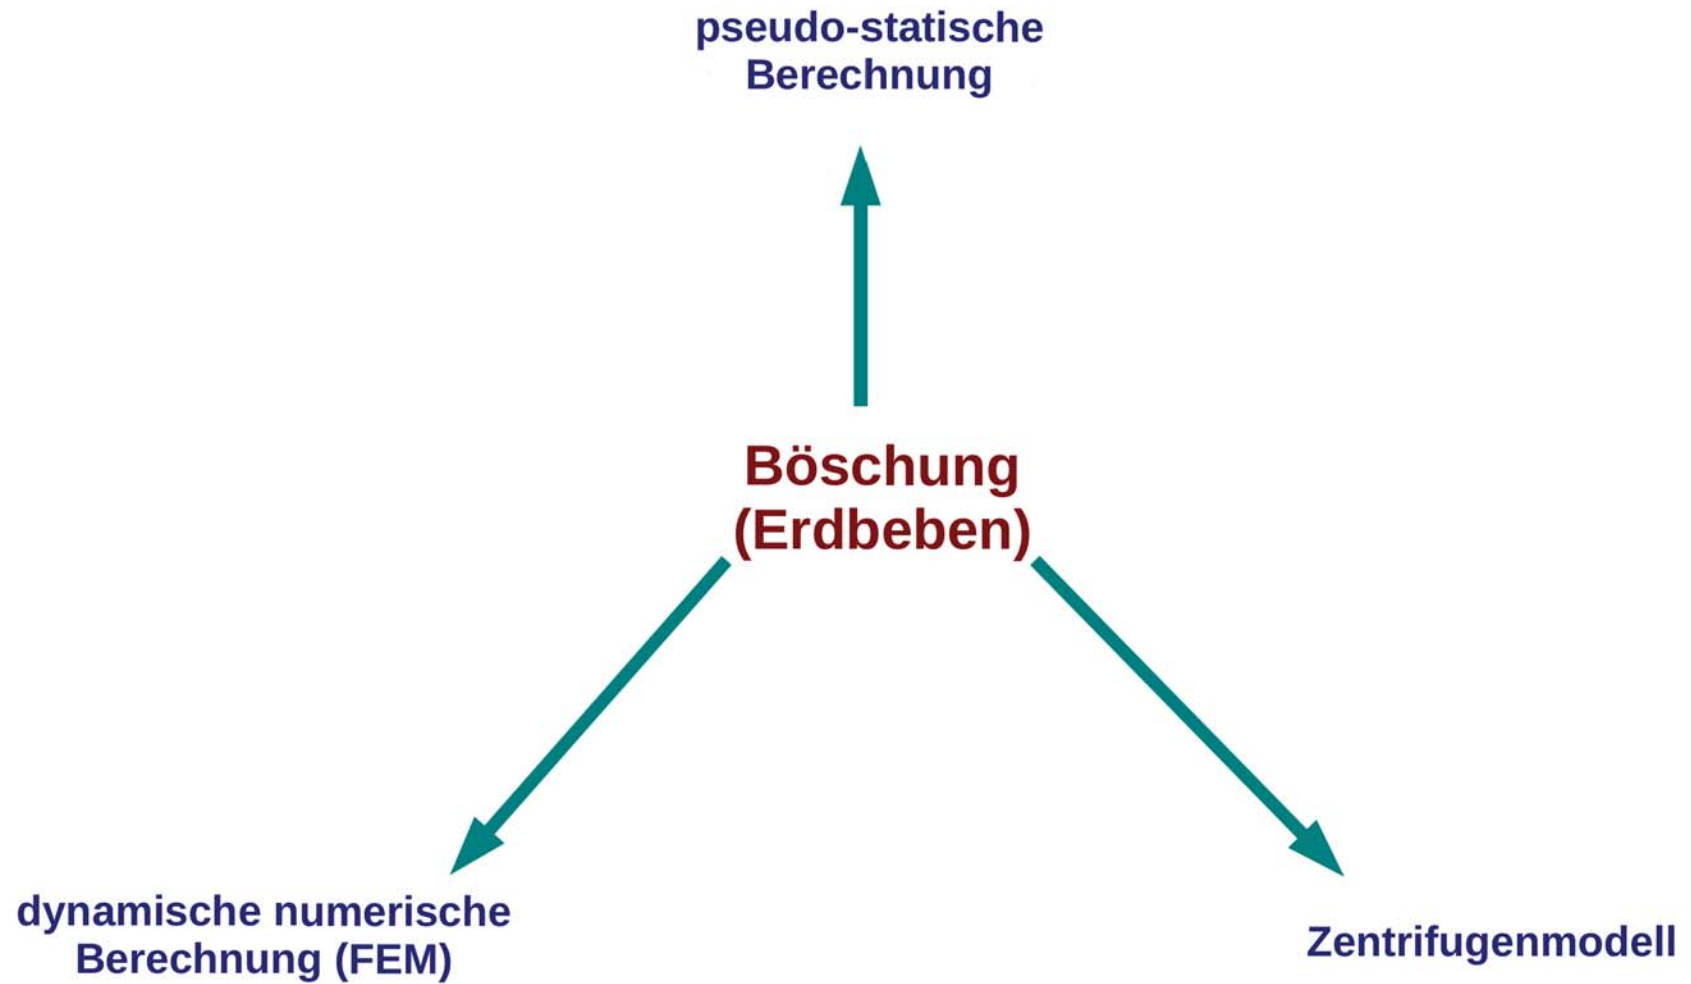 pseudo-statische
Berechnung
Böschung
(Erdbeben)
dynamische numerische
Berechnung (FEM)
Zentrifugenmodell